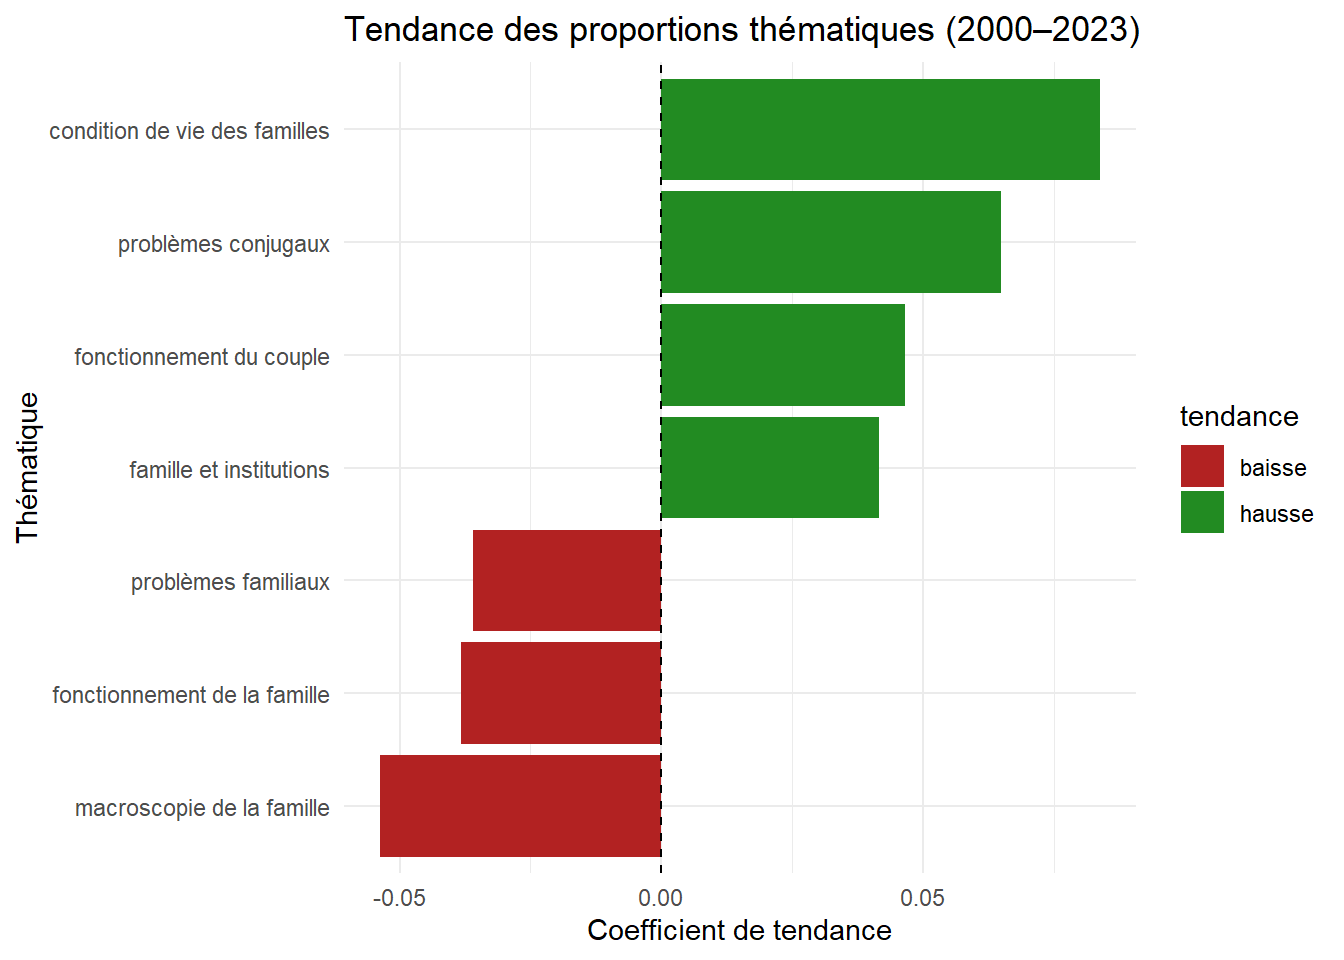 Tendance des proportions thématiques (2000–2023)
condition de vie des familles
problèmes conjugaux
fonctionnement du couple
famille et institutions
problèmes familiaux
fonctionnement de la famille
macroscopie de la famille
Thématique
-0.05
0.00
0.05
Coefficient de tendance
tendance
baisse
hausse